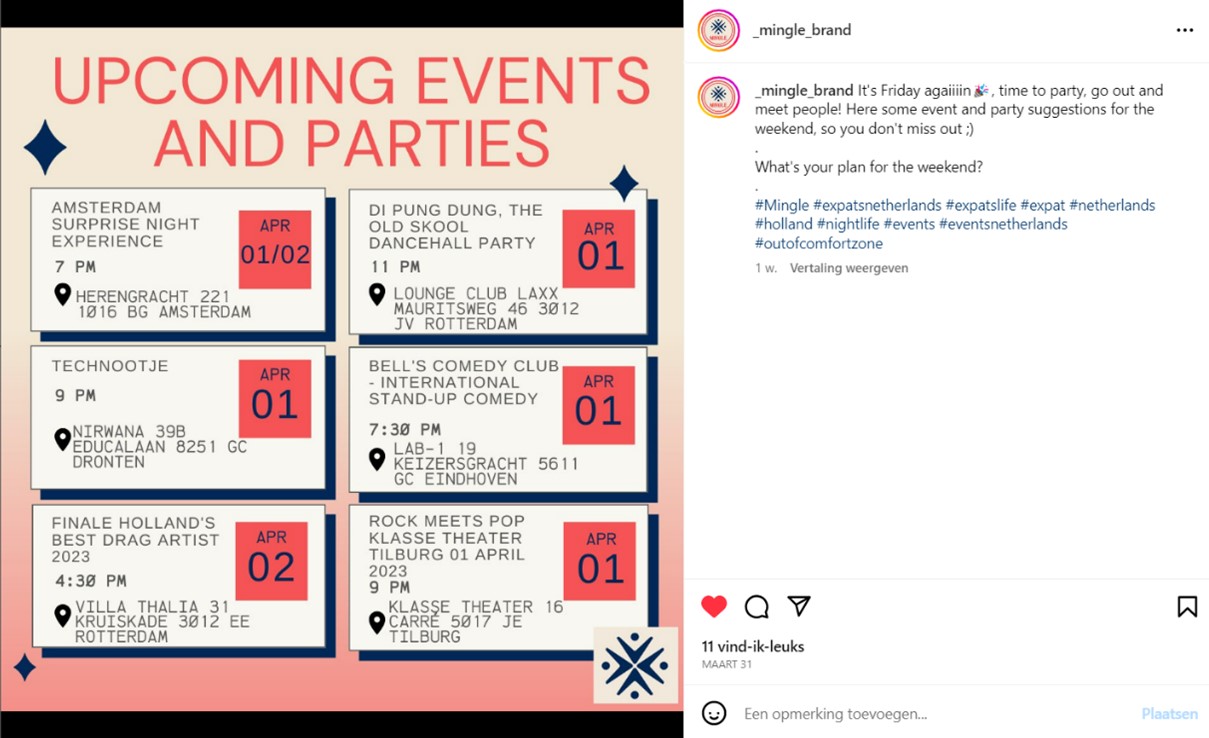 UPCOMING EVENTS
AND PARTIES
AMSTERDAM
SURPRISE NIGHT
EXPERIENCE
7 PM
APR
01/02
HERENGRACHT 221
1016 BG AMSTERDAM
DI PUNG DUNG, THE
OLD SKOOL
DANCEHALL PARTY
11 PM
APR
01
LOUNGE CLUB LAXX
MAURITSWEG 46 3012
JV ROTTERDAM
TECHNOOTJE
9 PM
APR
01
NIRWANA 39B
EDUCALAAN 8251 GC
DRONTEN
BELL'S COMEDY CLUB
- INTERNATIONAL
STAND-UP COMEDY
7:30 PM
APR
01
LAB-1 19
KEIZERSGRACHT 5611
GC EINDHOVEN
FINALE HOLLAND'S
BEST DRAG ARTIST
2023
4:30 PM
APR
02
VILLA THALIA 31
KRUISKADE 3012 EE
ROTTERDAM
ROCK MEETS POP
KLASSE THEATER
TILBURG 01 APRIL
2023
9 PM
APR
01
KLASSE THEATER 16
CARRÉ 5017 JE
TILBURG
MINGLE
_mingle_brand
MINGLE
_mingle_brand It's Friday agaiiiin🎉, time to party, go out and
meet people! Here some event and party suggestions for the
weekend, so you don't miss out ;)
.
What's your plan for the weekend?
.
#Mingle #expatsnetherlands #expatslife #expat #netherlands
#holland #nightlife #events #eventsnetherlands
#outofcomfortzone
1 w. Vertaling weergeven
11 vind-ik-leuks
MAART 31
Een opmerking toevoegen...
Plaatsen